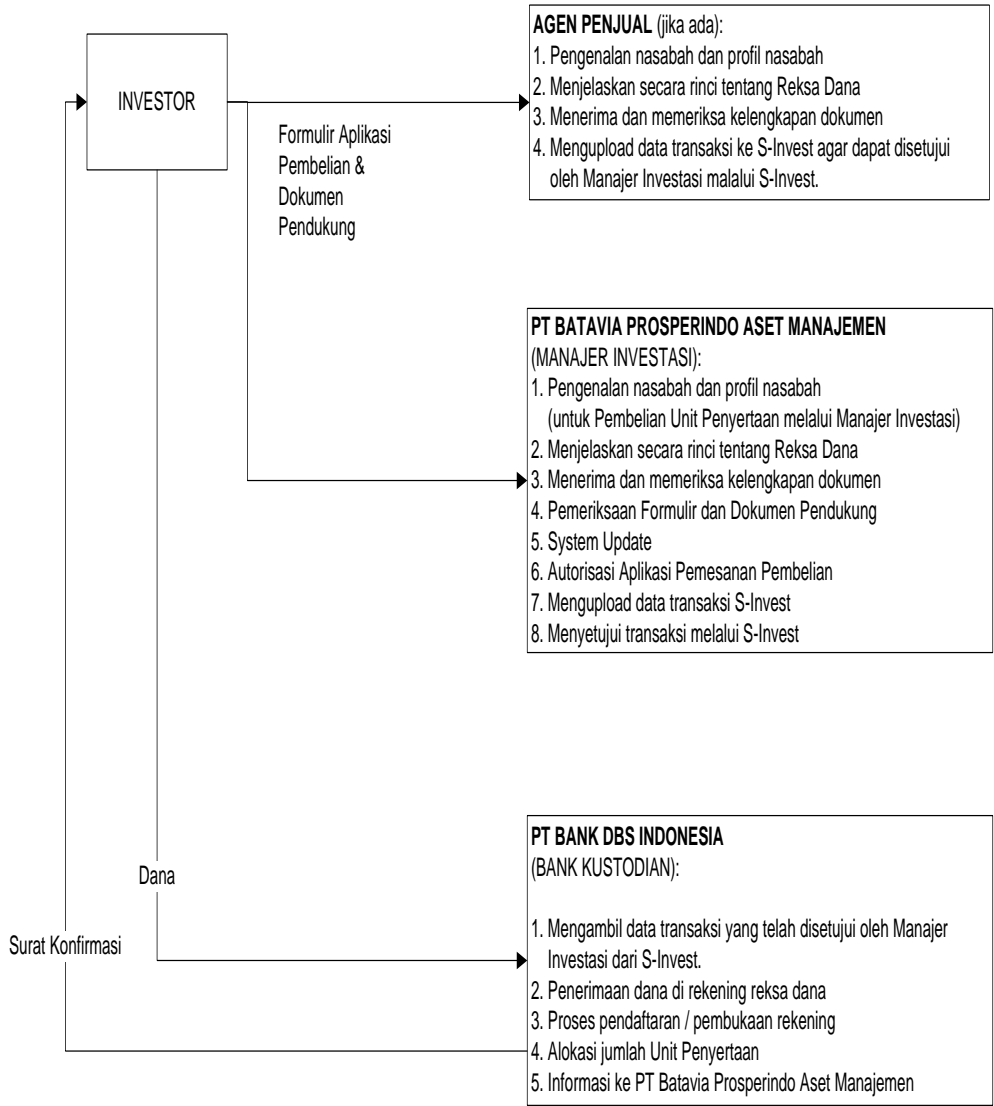 INVESTOR
Formulir Aplikasi
Pembelian &
Dokumen
Pendukung
AGEN PENJUAL (jika ada):
1. Pengenalan nasabah dan profil nasabah
2. Menjelaskan secara rinci tentang Reksa Dana
3. Menerima dan memeriksa kelengkapan dokumen
4. Mengupload data transaksi ke S-Invest agar dapat disetujui
oleh Manajer Investasi malalui S-Invest.
PT BATAVIA PROSPERINDO ASET MANAJEMEN
(MANAJER INVESTASI):
1. Pengenalan nasabah dan profil nasabah
(untuk Pembelian Unit Penyertaan melalui Manajer Investasi)
2. Menjelaskan secara rinci tentang Reksa Dana
3. Menerima dan memeriksa kelengkapan dokumen
4. Pemeriksaan Formulir dan Dokumen Pendukung
5. System Update
6. Autorisasi Aplikasi Pemesanan Pembelian
7. Mengupload data transaksi S-Invest
8. Menyetujui transaksi melalui S-Invest
Dana
Surat Konfirmasi
PT BANK DBS INDONESIA
(BANK KUSTODIAN):
1. Mengambil data transaksi yang telah disetujui oleh Manajer
Investasi dari S-Invest.
2. Penerimaan dana di rekening reksa dana
3. Proses pendaftaran / pembukaan rekening
4. Alokasi jumlah Unit Penyertaan
5. Informasi ke PT Batavia Prosperindo Aset Manajemen